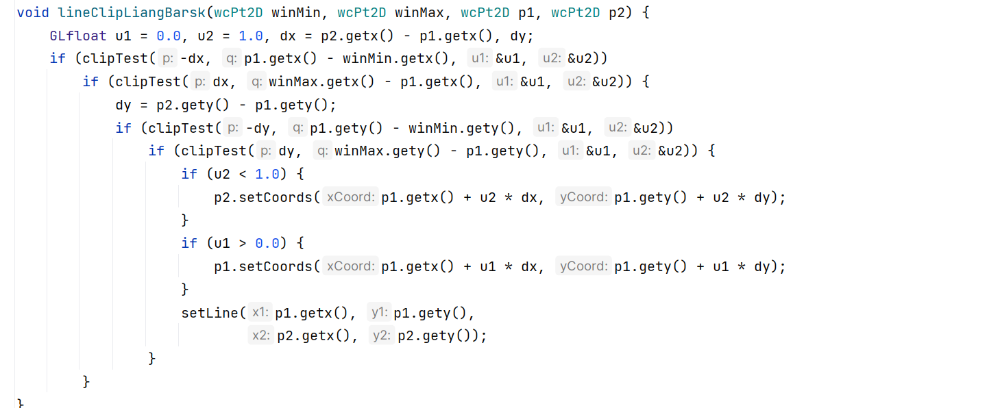 void lineClipLiangBarsk(wcPt2D winMin, wcPt2D winMax, wcPt2D p1, wcPt2D p2) {
    GLfloat u1 = 0.0, u2 = 1.0, dx = p2.getx() - p1.getx(), dy;
    if (clipTest( p: -dx, q: p1.getx() - winMin.getx(), u1: &u1, u2: &u2))
        if (clipTest( p: dx, q: winMax.getx() - p1.getx(), u1: &u1, u2: &u2)) {
            dy = p2.gety() - p1.gety();
            if (clipTest( p: -dy, q: p1.gety() - winMin.gety(), u1: &u1, u2: &u2))
                if (clipTest( p: dy, q: winMax.gety() - p1.gety(), u1: &u1, u2: &u2)) {
                    if (u2 < 1.0) {
                        p2.setCoords( xCoord: p1.getx() + u2 * dx, yCoord: p1.gety() + u2 * dy);
                    }
                    if (u1 > 0.0) {
                        p1.setCoords( xCoord: p1.getx() + u1 * dx, yCoord: p1.gety() + u1 * dy);
                    }
                    setLine( x1: p1.getx(), y1: p1.gety(),
                            x2: p2.getx(), y2: p2.gety());
                }
        }
}